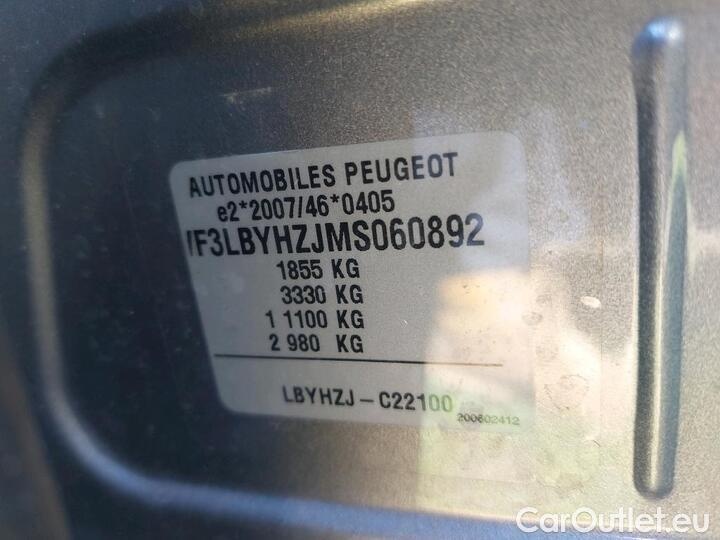 AUTOMOBILES PEUGEOT
e2*2007/46*0405
VF3LBYHZJMS060892
1855 KG
3330 KG
1 1100 KG
2 980 KG
LBYHZJ - C22100
200602412
CarOutlet.eu